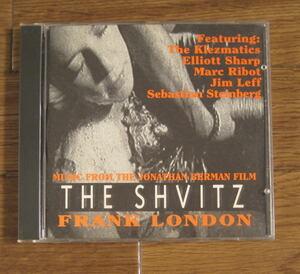 Featuring:
The Klezmatics
Elliott Sharp
Marc Ribot
Jim Leff
Sebastian Steinberg
MUSIC FROM THE JONATHAN BERMAN FILM
THE SHVITZ
FRANK LONDON